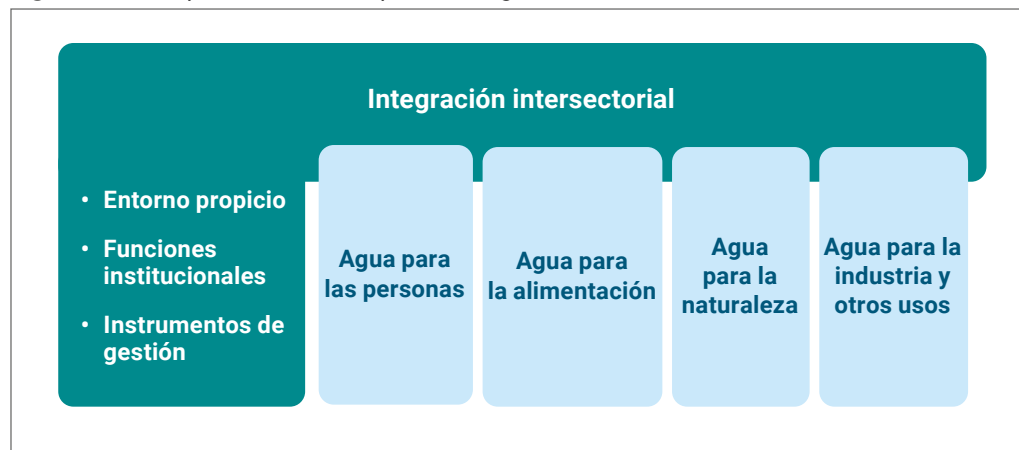 Integración intersectorial
• Entorno propicio
• Funciones
institucionales
• Instrumentos de
gestión
Agua para
las personas
Agua para
la alimentación
Agua
para la
naturaleza
Agua para la
industria y
otros usos